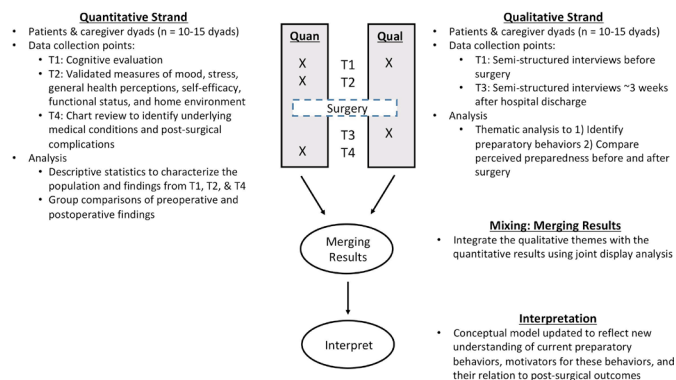 Quantitative Strand
• Patients & caregiver dyads (n = 10-15 dyads)
• Data collection points:
• T1: Cognitive evaluation
• T2: Validated measures of mood, stress,
general health perceptions, self-efficacy,
functional status, and home environment
• T4: Chart review to identify underlying
medical conditions and post-surgical
complications
• Analysis
• Descriptive statistics to characterize the
population and findings from T1, T2, & T4
• Group comparisons of preoperative and
postoperative findings
Quan Qual
X T1 X
X T2
Surgery
T3 X
X T4
Merging
Results
Interpret
Qualitative Strand
• Patients & caregiver dyads (n = 10-15 dyads)
• Data collection points:
• T1: Semi-structured interviews before
surgery
• T3: Semi-structured interviews ~3 weeks
after hospital discharge
• Analysis
• Thematic analysis to 1) Identify
preparatory behaviors 2) Compare
perceived preparedness before and after
surgery
Mixing: Merging Results
• Integrate the qualitative themes with the
quantitative results using joint display analysis
Interpretation
• Conceptual model updated to reflect new
understanding of current preparatory
behaviors, motivators for these behaviors, and
their relation to post-surgical outcomes